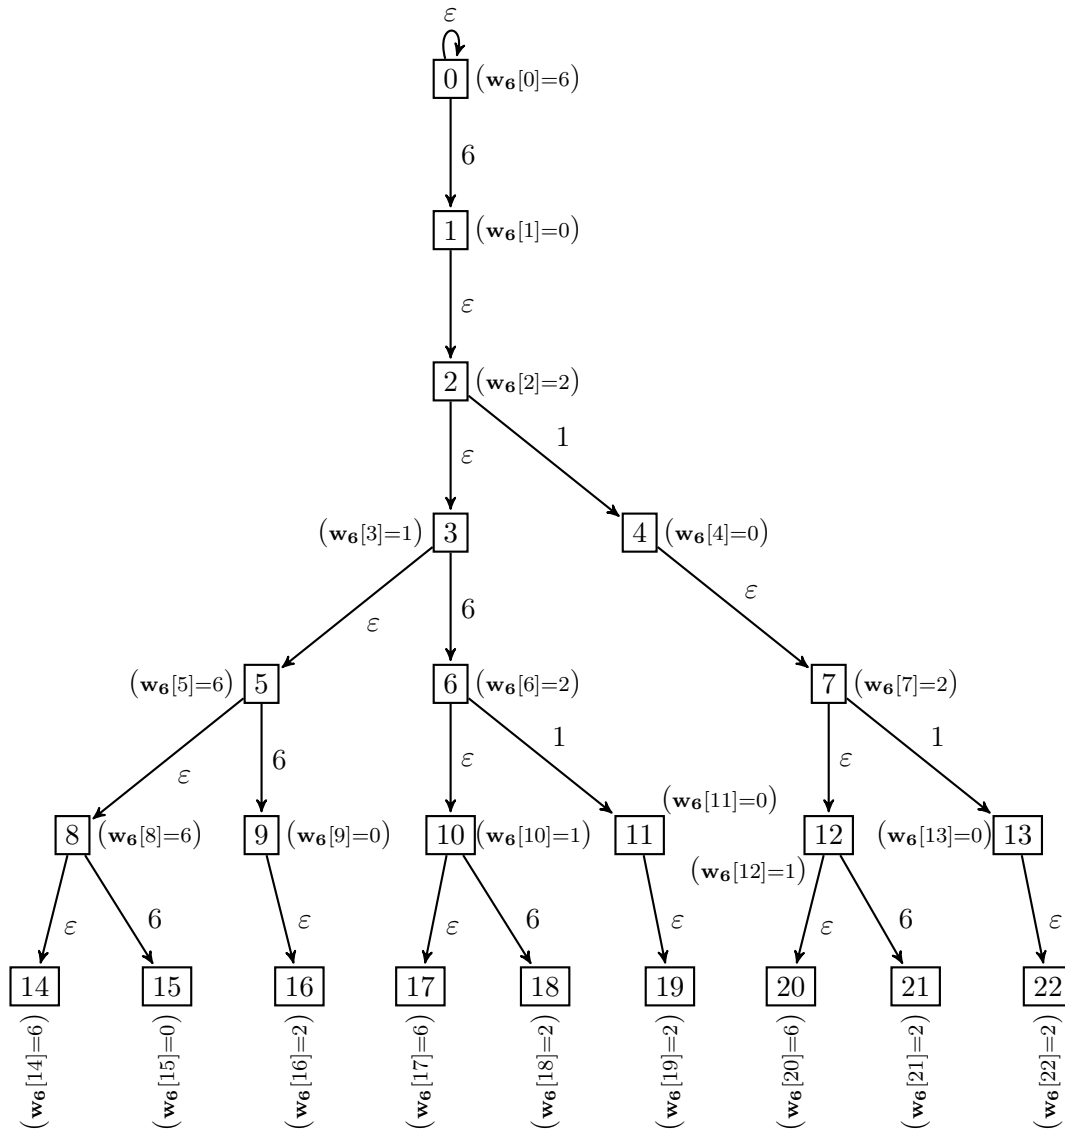 ε
0 (w₆[0]=6)
6
1 (w₆[1]=0)
ε
2 (w₆[2]=2)
ε 1
(w₆[3]=1) 3 4 (w₆[4]=0)
ε 6 ε
(w₆[5]=6) 5 6 (w₆[6]=2) 7 (w₆[7]=2)
ε 6 ε 1 ε 1
8 (w₆[8]=6) 9 (w₆[9]=0) 10 (w₆[10]=1) 11 (w₆[11]=0) 12 (w₆[12]=1) (w₆[13]=0) 13
ε 6 ε ε 6 ε ε 6 ε
14 15 16 17 18 19 20 21 22
(w₆[14]=6) (w₆[15]=0) (w₆[16]=2) (w₆[17]=6) (w₆[18]=2) (w₆[19]=2) (w₆[20]=6) (w₆[21]=2) (w₆[22]=2)